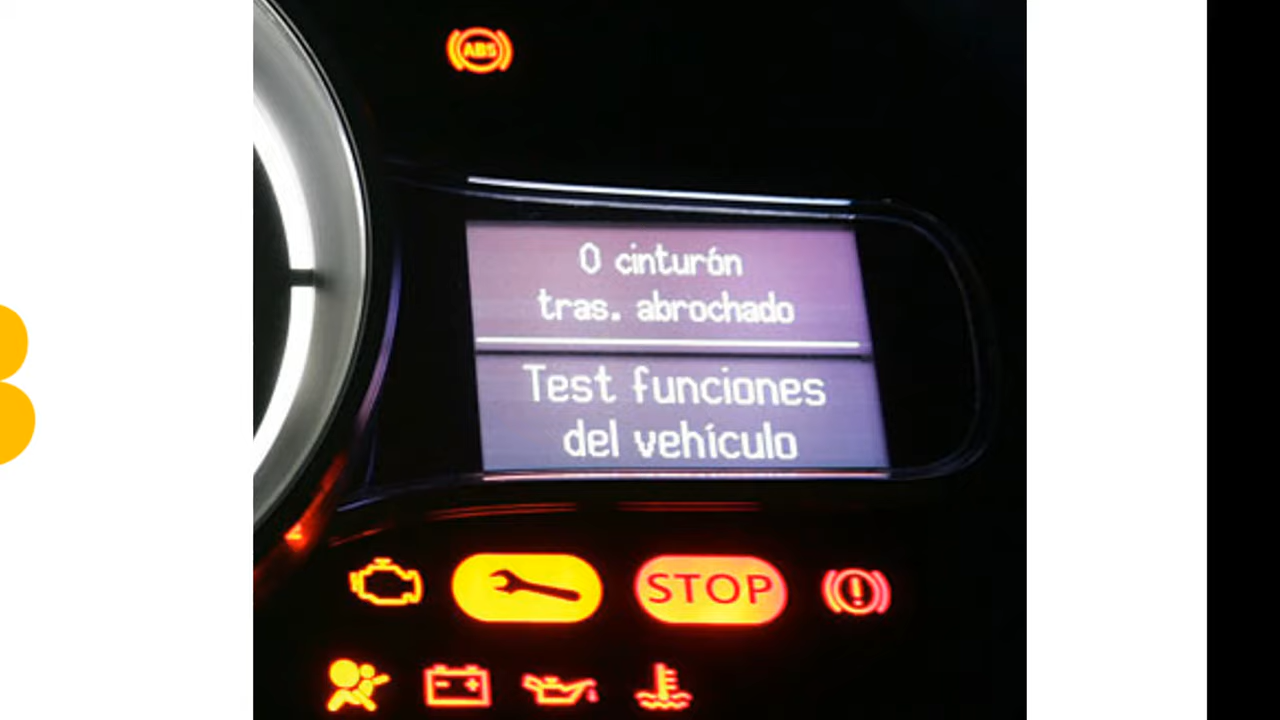 ABS
0 cinturón
tras. abrochado
Test funciones
del vehículo
STOP